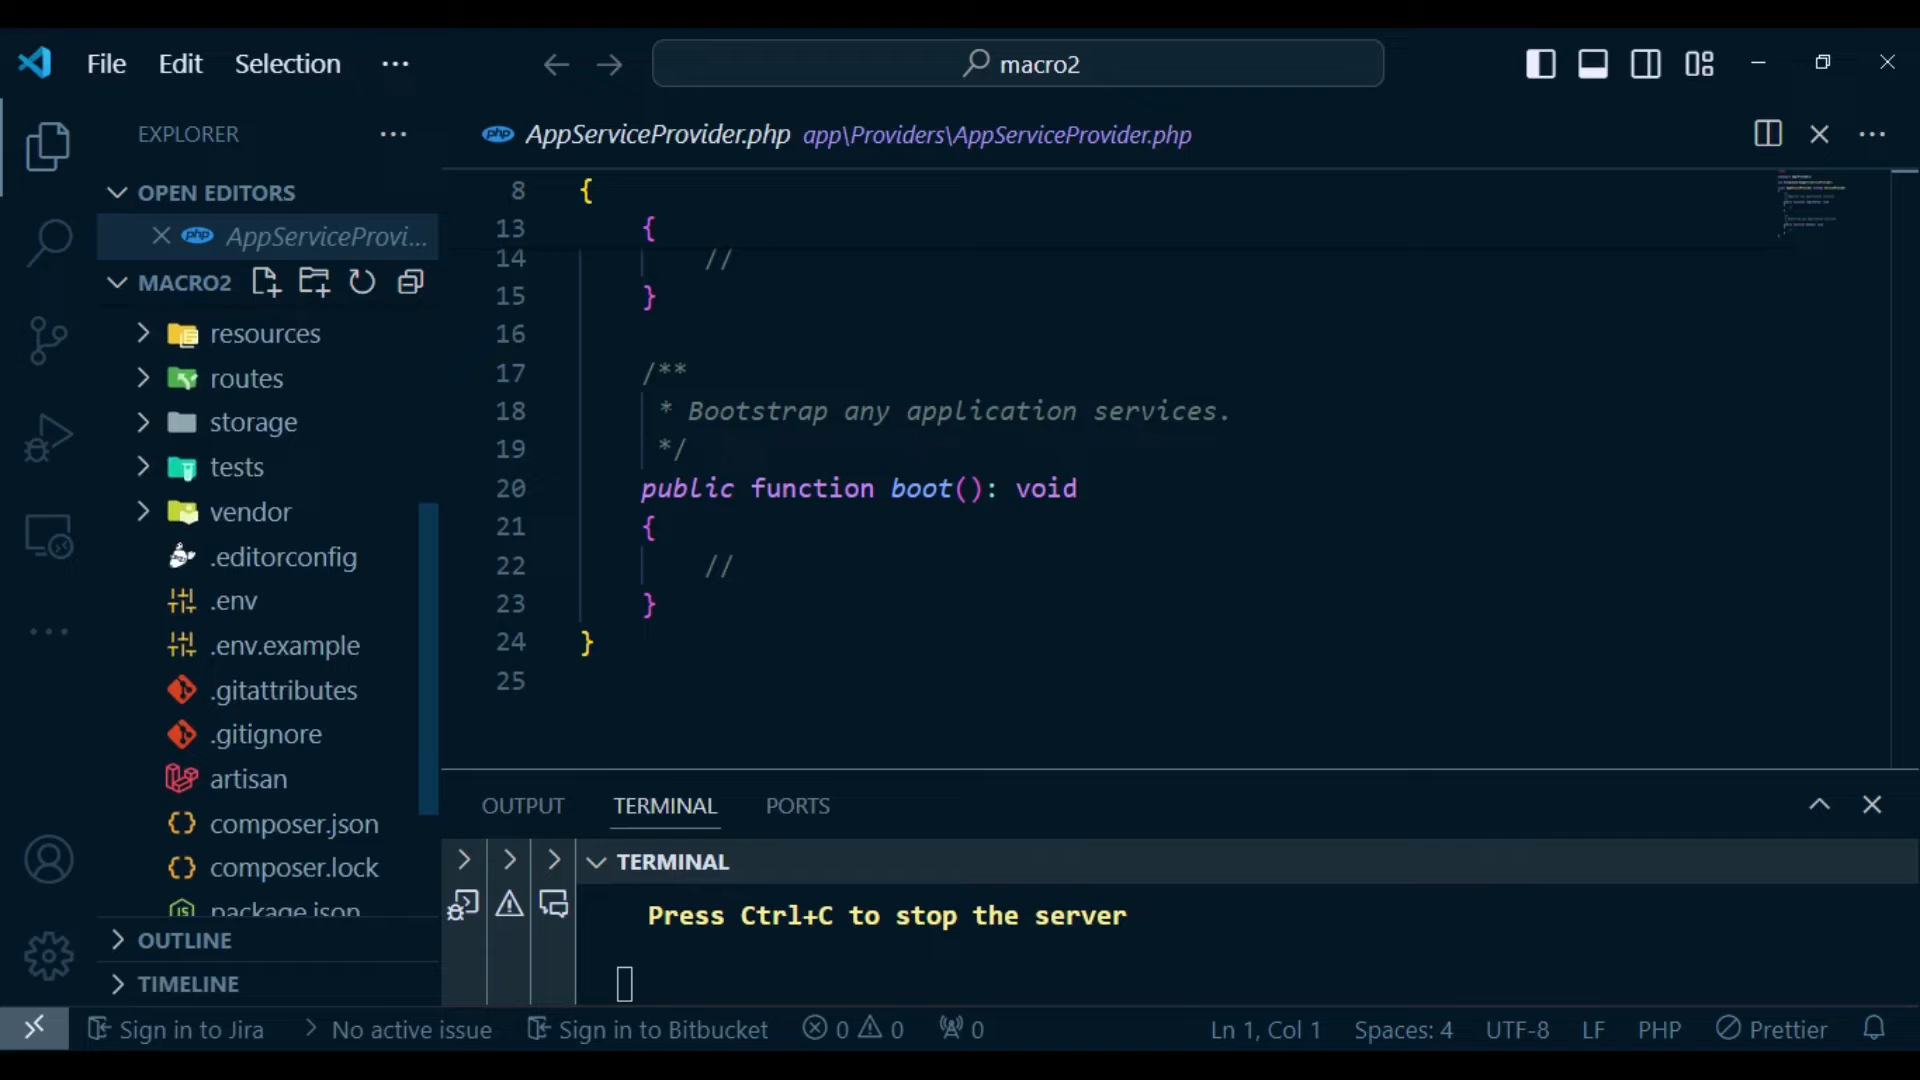 File Edit Selection ···
macro2
EXPLORER ···
OPEN EDITORS
php AppServiceProvi...
MACRO2
resources
routes
storage
tests
vendor
.editorconfig
.env
.env.example
.gitattributes
.gitignore
artisan
composer.json
composer.lock
package.json
OUTLINE
TIMELINE
php AppServiceProvider.php app\Providers\AppServiceProvider.php
8 {
13 {
14 //
15 }
16
17 /**
18 * Bootstrap any application services.
19 */
20 public function boot(): void
21 {
22 //
23 }
24 }
25
OUTPUT TERMINAL PORTS
TERMINAL
Press Ctrl+C to stop the server
Sign in to Jira No active issue Sign in to Bitbucket 0 0 0 Ln 1, Col 1 Spaces: 4 UTF-8 LF PHP Prettier